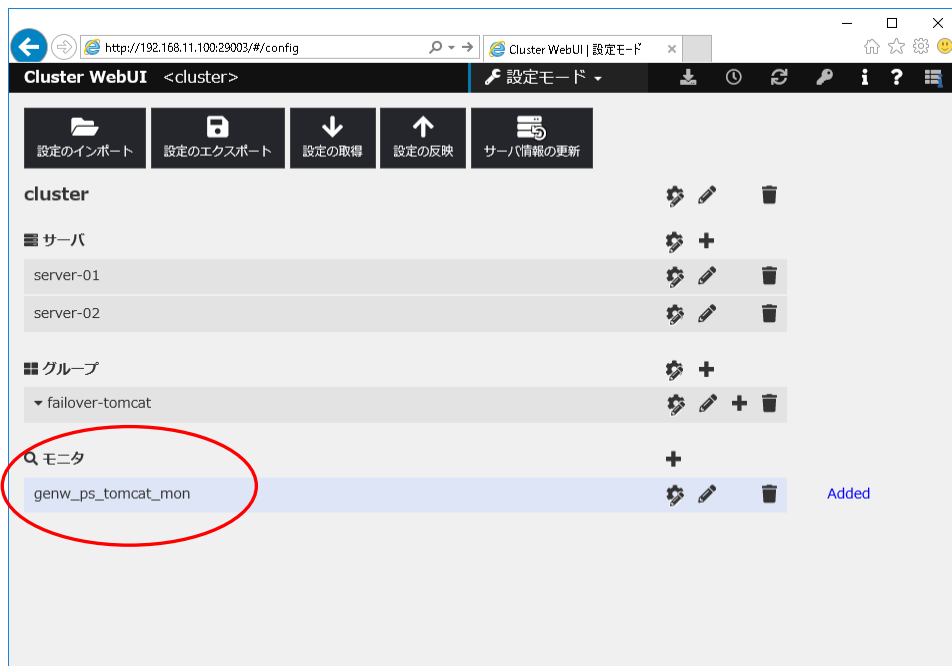 http://192.168.11.100:29003/#/config
Cluster WebUI | 設定モード
Cluster WebUI <cluster>
設定モード
設定のインポート
設定のエクスポート
設定の取得
設定の反映
サーバ情報の更新
cluster
サーバ
server-01
server-02
グループ
failover-tomcat
モニタ
genw_ps_tomcat_mon
Added